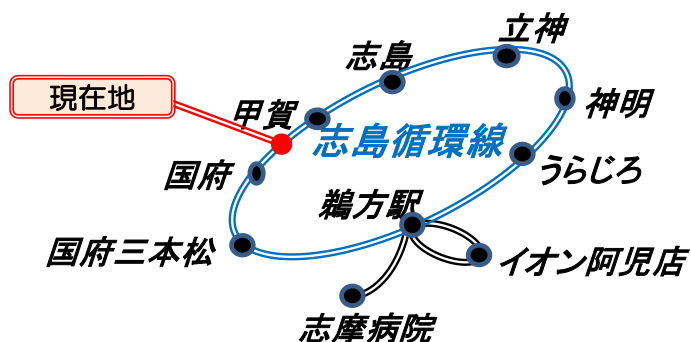 立神
志島
現在地
甲賀
神明
志島循環線
国府
うらじろ
鵜方駅
国府三本松
イオン阿児店
志摩病院